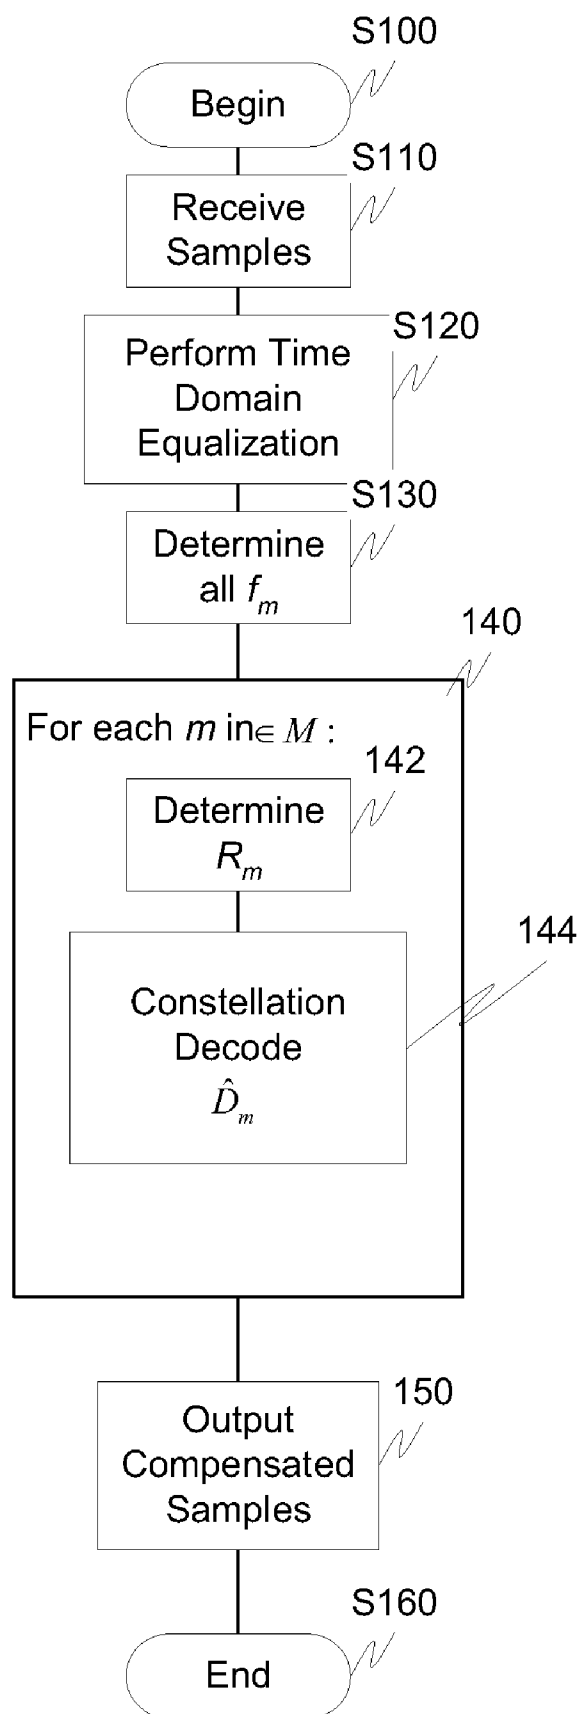 S100
Begin
S110
Receive
Samples
S120
Perform Time
Domain
Equalization
S130
Determine
all f_m
140
For each m in ∈ M :
142
Determine
R_m
144
Constellation
Decode
D̂_m
150
Output
Compensated
Samples
S160
End